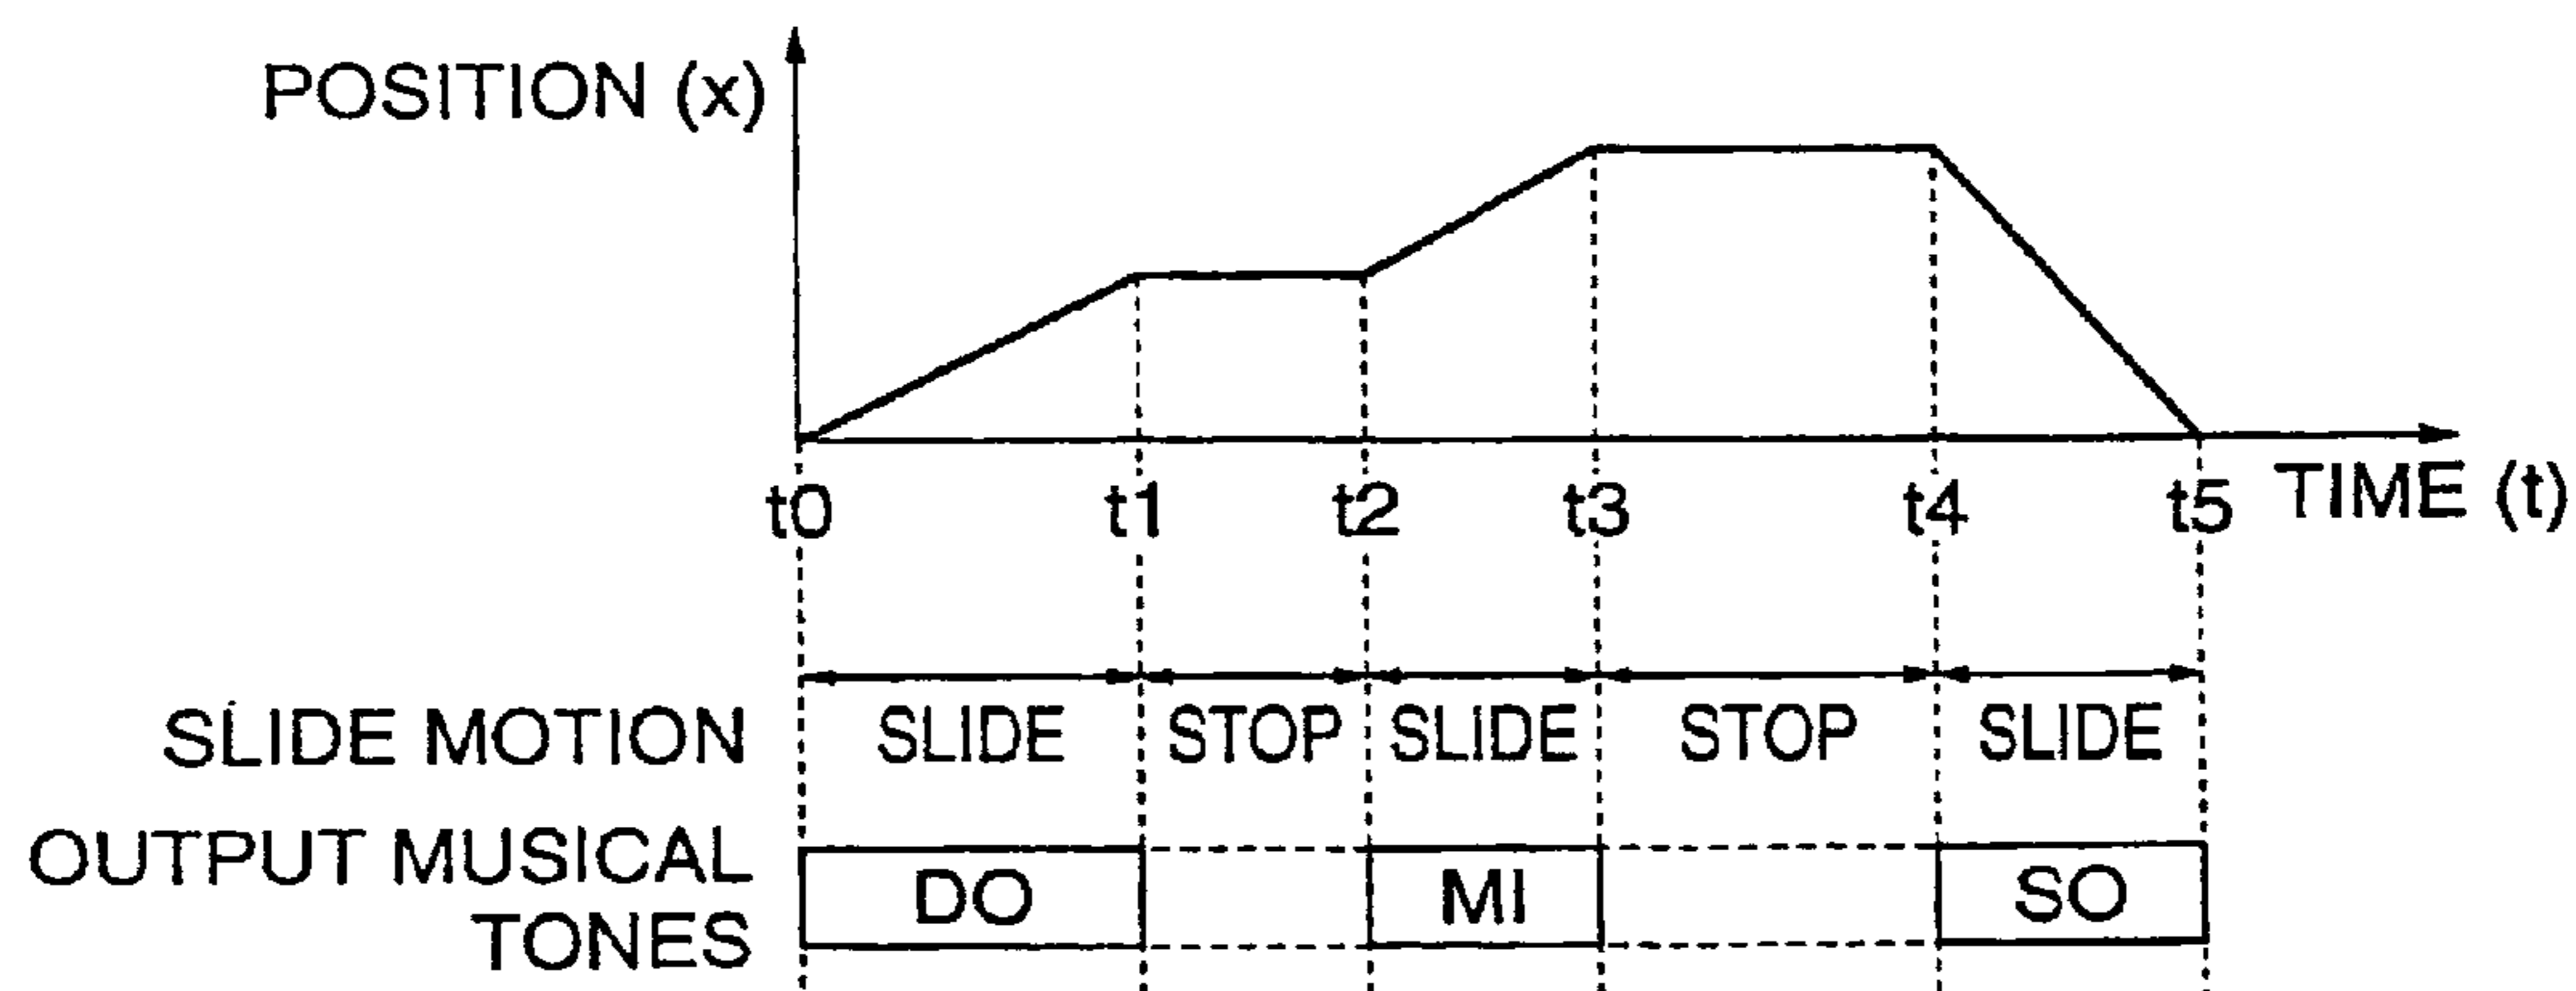 POSITION (x)
t0 t1 t2 t3 t4 t5 TIME (t)
SLIDE MOTION SLIDE STOP SLIDE STOP SLIDE
OUTPUT MUSICAL
TONES
DO MI SO